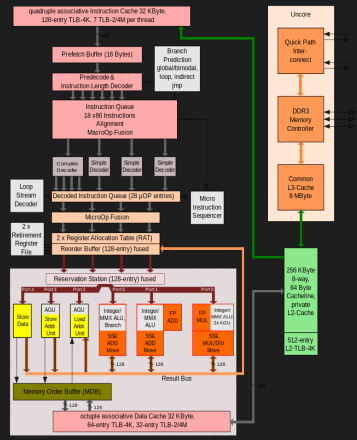 quadruple associative Instruction Cache 32 KByte,
128-entry TLB-4K, 7 TLB-2/4M per thread
128
Prefetch Buffer (16 Bytes)
Predecode &
Instruction Length Decoder
Branch
Prediction
global/bimodal,
loop, indirect
jmp
Instruction Queue
18 x86 Instructions
Alignment
MacroOp Fusion
Complex
Decoder
Simple
Decoder
Simple
Decoder
Simple
Decoder
Loop
Stream
Decoder
Decoded Instruction Queue (28 µOP entries)
Micro
Instruction
Sequencer
MicroOp Fusion
2 x
Retirement
Register
File
2 x Register Allocation Table (RAT)
Reorder Buffer (128-entry) fused
Reservation Station (128-entry) fused
Port 4
Port 3
Port 2
Port 5
Port 1
Port 0
Store
Data
AGU
Store
Addr.
Unit
AGU
Load
Addr.
Unit
Integer/
MMX ALU,
Branch
SSE
ADD
Move
Integer/
MMX
ALU
SSE
ADD
Move
FP
ADD
FP
MUL
Integer/
MMX ALU,
2x AGU
SSE
MUL/DIV
Move
Result Bus
Memory Order Buffer (MOB)
128
128
octuple associative Data Cache 32 KByte,
64-entry TLB-4K, 32-entry TLB-2/4M
Uncore
Quick Path
Inter-
connect
DDR3
Memory
Controller
Common
L3-Cache
8 MByte
256 KByte
8-way,
64 Byte
Cacheline,
private
L2-Cache
512-entry
L2-TLB-4K